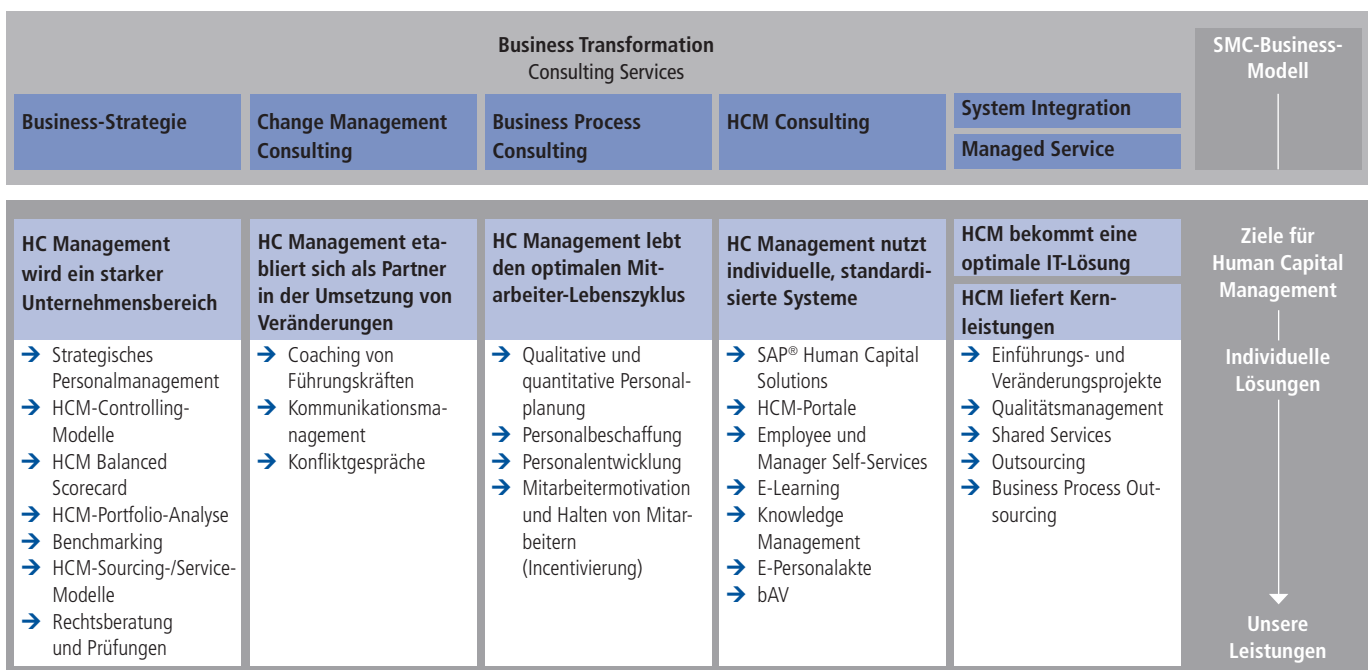 Business Transformation
Consulting Services
SMC-Business-
Modell
Business-Strategie
Change Management
Consulting
Business Process
Consulting
HCM Consulting
System Integration
Managed Service
HC Management
wird ein starker
Unternehmensbereich
→ Strategisches
Personalmanagement
→ HCM-Controlling-
Modelle
→ HCM Balanced
Scorecard
→ HCM-Portfolio-Analyse
→ Benchmarking
→ HCM-Sourcing-/Service-
Modelle
→ Rechtsberatung
und Prüfungen
HC Management eta-
bliert sich als Partner
in der Umsetzung von
Veränderungen
→ Coaching von
Führungskräften
→ Kommunikationsma-
nagement
→ Konfliktgespräche
HC Management lebt
den optimalen Mit-
arbeiter-Lebenszyklus
→ Qualitative und
quantitative Personal-
planung
→ Personalbeschaffung
→ Personalentwicklung
→ Mitarbeitermotivation
und Halten von Mitar-
beitern
(Incentivierung)
HC Management nutzt
individuelle, standardi-
sierte Systeme
→ SAP® Human Capital
Solutions
→ HCM-Portale
→ Employee und
Manager Self-Services
→ E-Learning
→ Knowledge
Management
→ E-Personalakte
→ bAV
HCM bekommt eine
optimale IT-Lösung
HCM liefert Kern-
leistungen
→ Einführungs- und
Veränderungsprojekte
→ Qualitätsmanagement
→ Shared Services
→ Outsourcing
→ Business Process Out-
sourcing
Ziele für
Human Capital
Management
Individuelle
Lösungen
Unsere
Leistungen